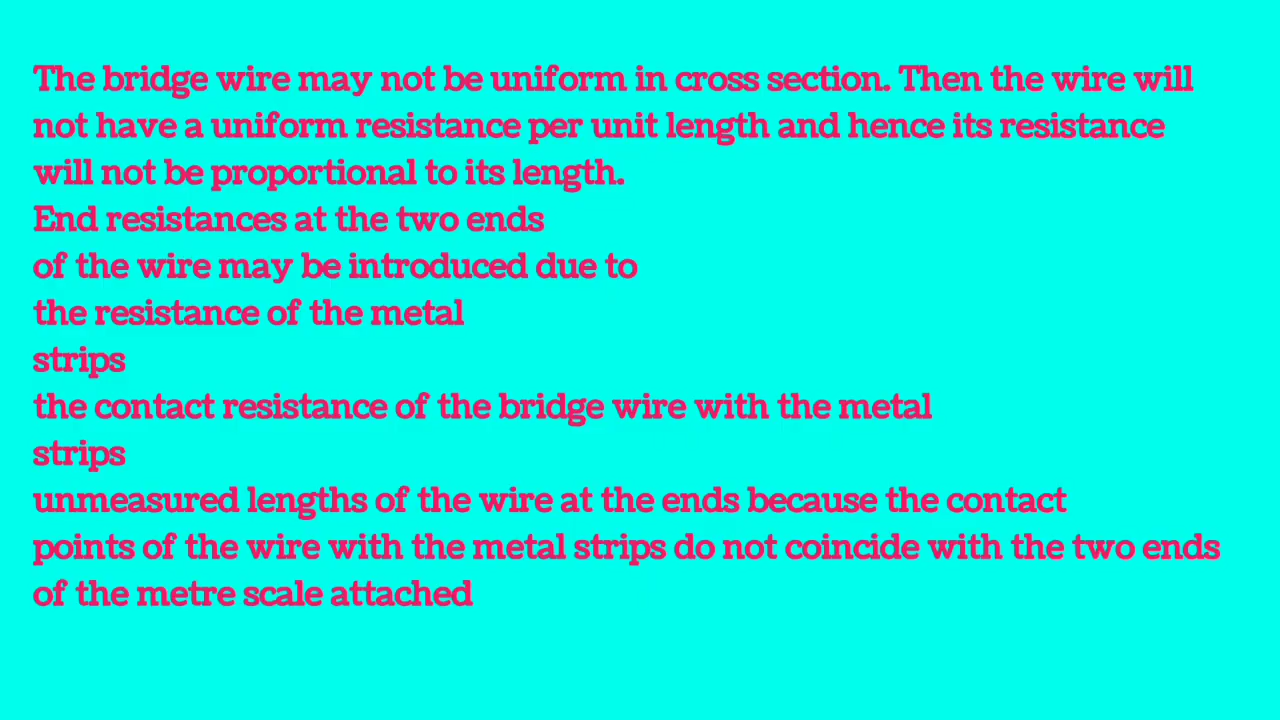 The bridge wire may not be uniform in cross section. Then the wire will
not have a uniform resistance per unit length and hence its resistance
will not be proportional to its length.
End resistances at the two ends
of the wire may be introduced due to
the resistance of the metal
strips
the contact resistance of the bridge wire with the metal
strips
unmeasured lengths of the wire at the ends because the contact
points of the wire with the metal strips do not coincide with the two ends
of the metre scale attached